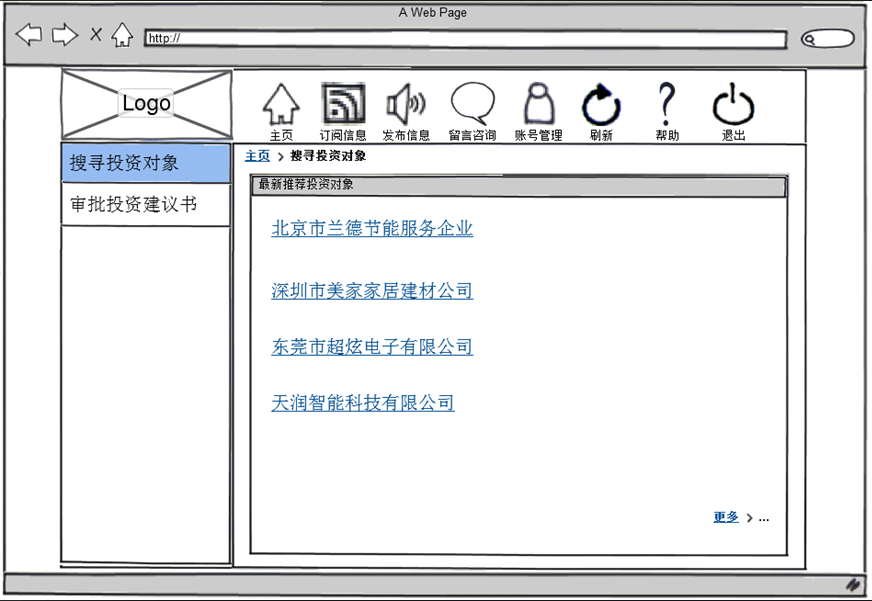 A Web Page
http://
Logo
主页 订阅信息 发布信息 留言咨询 账号管理 刷新 帮助 退出
搜寻投资对象
审批投资建议书
主页 > 搜寻投资对象
最新推荐投资对象
北京市兰德节能服务企业
深圳市美家家居建材公司
东莞市超炫电子有限公司
天润智能科技有限公司
更多 > ...